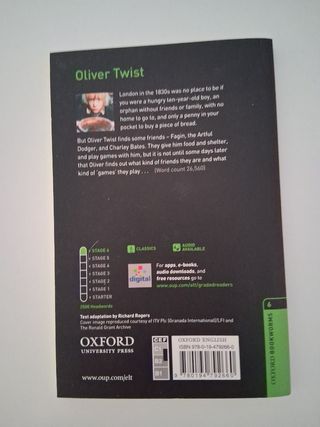 Oliver Twist
London in the 1830s was no place to be if
you were a hungry ten-year-old boy, an
orphan without friends or family, with no
home to go to, and only a penny in your
pocket to buy a piece of bread.
But Oliver Twist finds some friends – Fagin, the Artful
Dodger, and Charley Bates. They give him food and shelter,
and play games with him, but it is not until some days later
that Oliver finds out what kind of friends they are and what
kind of 'games' they play . . . (Word count 26,560)
STAGE 6
STAGE 5
STAGE 4
STAGE 3
STAGE 2
STAGE 1
STARTER
2500 Headwords
CLASSICS
AUDIO
AVAILABLE
digital
For apps, e-books,
audio downloads, and
free resources go to
www.oup.com/elt/gradedreaders
Text adaptation by Richard Rogers
Cover image reproduced courtesy of ITV Plc (Granada International)/LFI and
The Ronald Grant Archive
OXFORD
UNIVERSITY PRESS
www.oup.com/elt
CEF
B2
B1
OXFORD ENGLISH
ISBN 978-0-19-479266-0
9 780194 792660
6
OXFORD BOOKWORMS